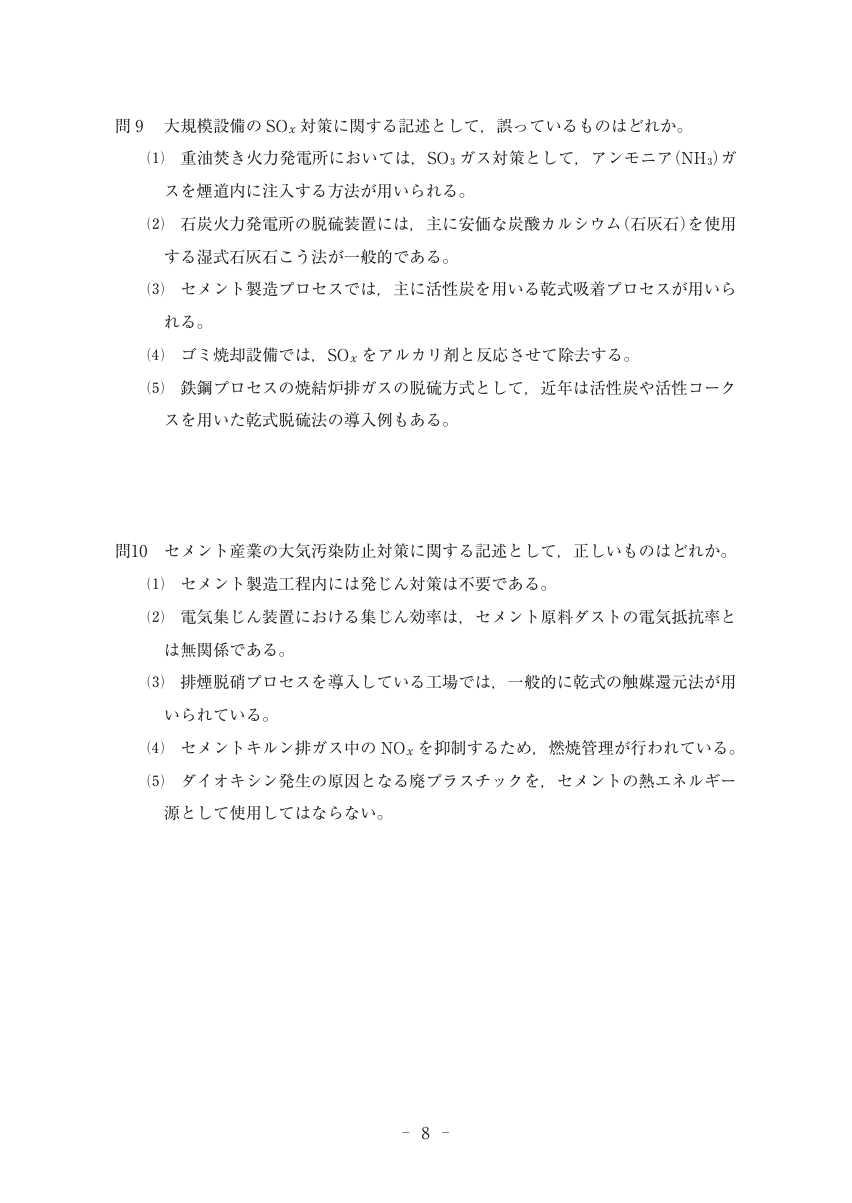 問9　大規模設備の SOx 対策に関する記述として，誤っているものはどれか。
⑴　重油焚き火力発電所においては，SO₃ ガス対策として，アンモニア(NH₃)ガ
スを煙道内に注入する方法が用いられる。
⑵　石炭火力発電所の脱硫装置には，主に安価な炭酸カルシウム(石灰石)を使用
する湿式石灰石こう法が一般的である。
⑶　セメント製造プロセスでは，主に活性炭を用いる乾式吸着プロセスが用いら
れる。
⑷　ゴミ焼却設備では，SOx をアルカリ剤と反応させて除去する。
⑸　鉄鋼プロセスの焼結炉排ガスの脱硫方式として，近年は活性炭や活性コーク
スを用いた乾式脱硫法の導入例もある。
問10　セメント産業の大気汚染防止対策に関する記述として，正しいものはどれか。
⑴　セメント製造工程内には発じん対策は不要である。
⑵　電気集じん装置における集じん効率は，セメント原料ダストの電気抵抗率と
は無関係である。
⑶　排煙脱硝プロセスを導入している工場では，一般的に乾式の触媒還元法が用
いられている。
⑷　セメントキルン排ガス中の NOx を抑制するため，燃焼管理が行われている。
⑸　ダイオキシン発生の原因となる廃プラスチックを，セメントの熱エネルギー
源として使用してはならない。
－ 8 －